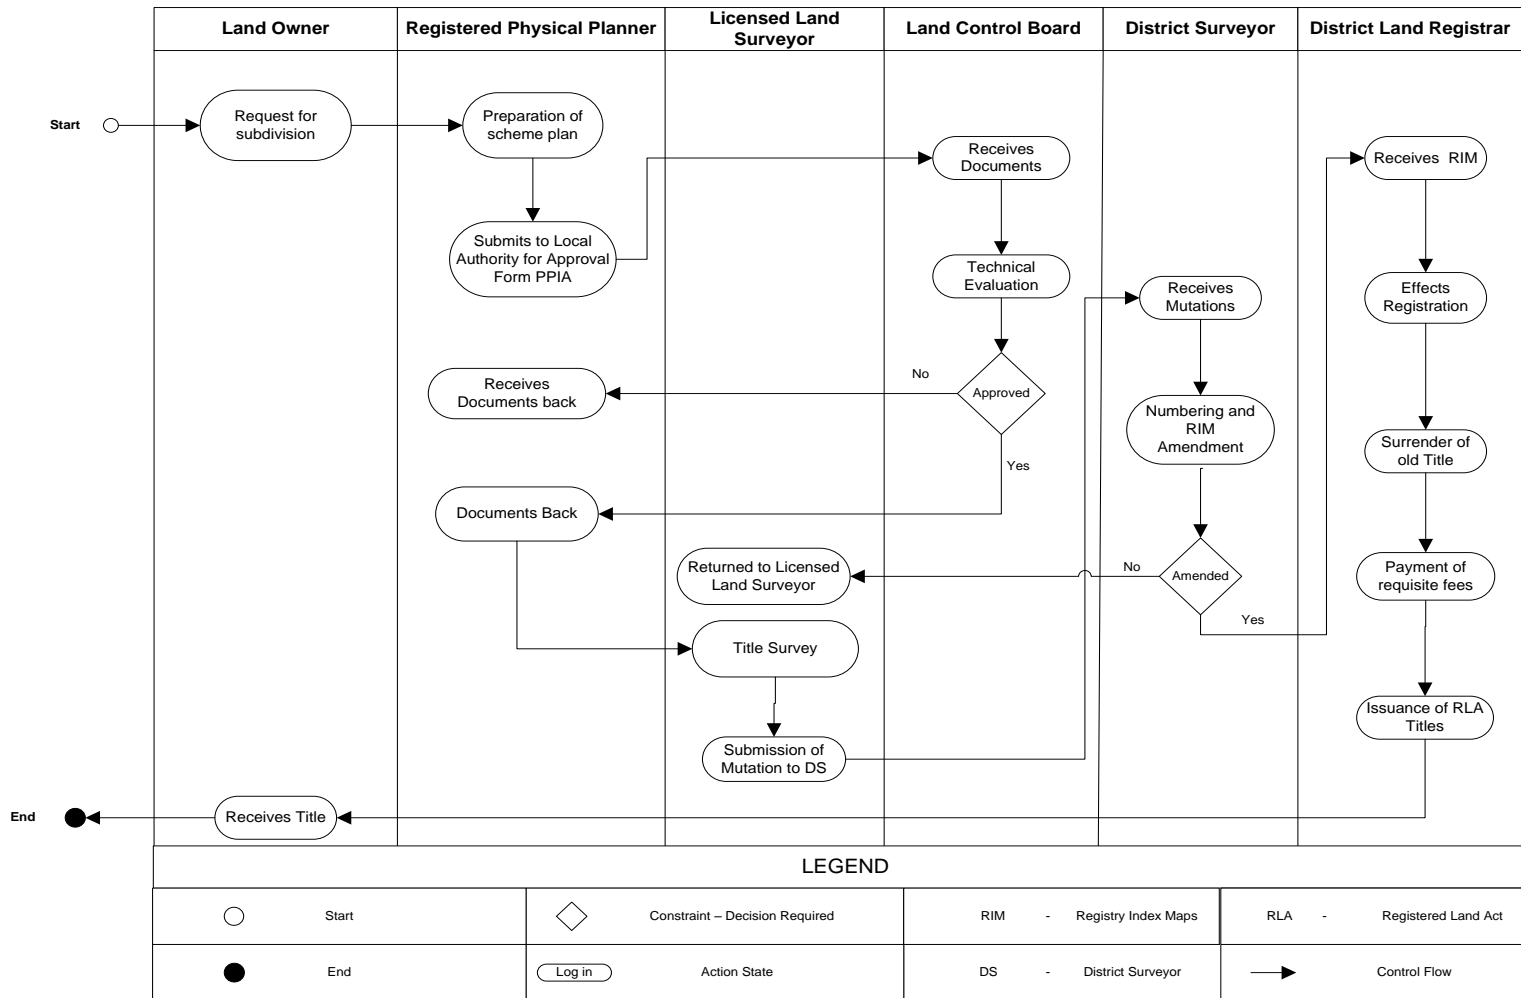 Land Owner
Registered Physical Planner
Licensed Land
Surveyor
Land Control Board
District Surveyor
District Land Registrar
Start
Request for
subdivision
Preparation of
scheme plan
Receives
Documents
Receives RIM
Submits to Local
Authority for Approval
Form PPIA
Technical
Evaluation
Receives
Mutations
Effects
Registration
Receives
Documents back
No
Approved
Numbering and
RIM
Amendment
Surrender of
old Title
Yes
Documents Back
Returned to Licensed
Land Surveyor
No
Amended
Payment of
requisite fees
Yes
Title Survey
Issuance of RLA
Titles
Submission of
Mutation to DS
End
Receives Title
LEGEND
Start
Constraint – Decision Required
RIM - Registry Index Maps
RLA - Registered Land Act
End
Log in
Action State
DS - District Surveyor
Control Flow